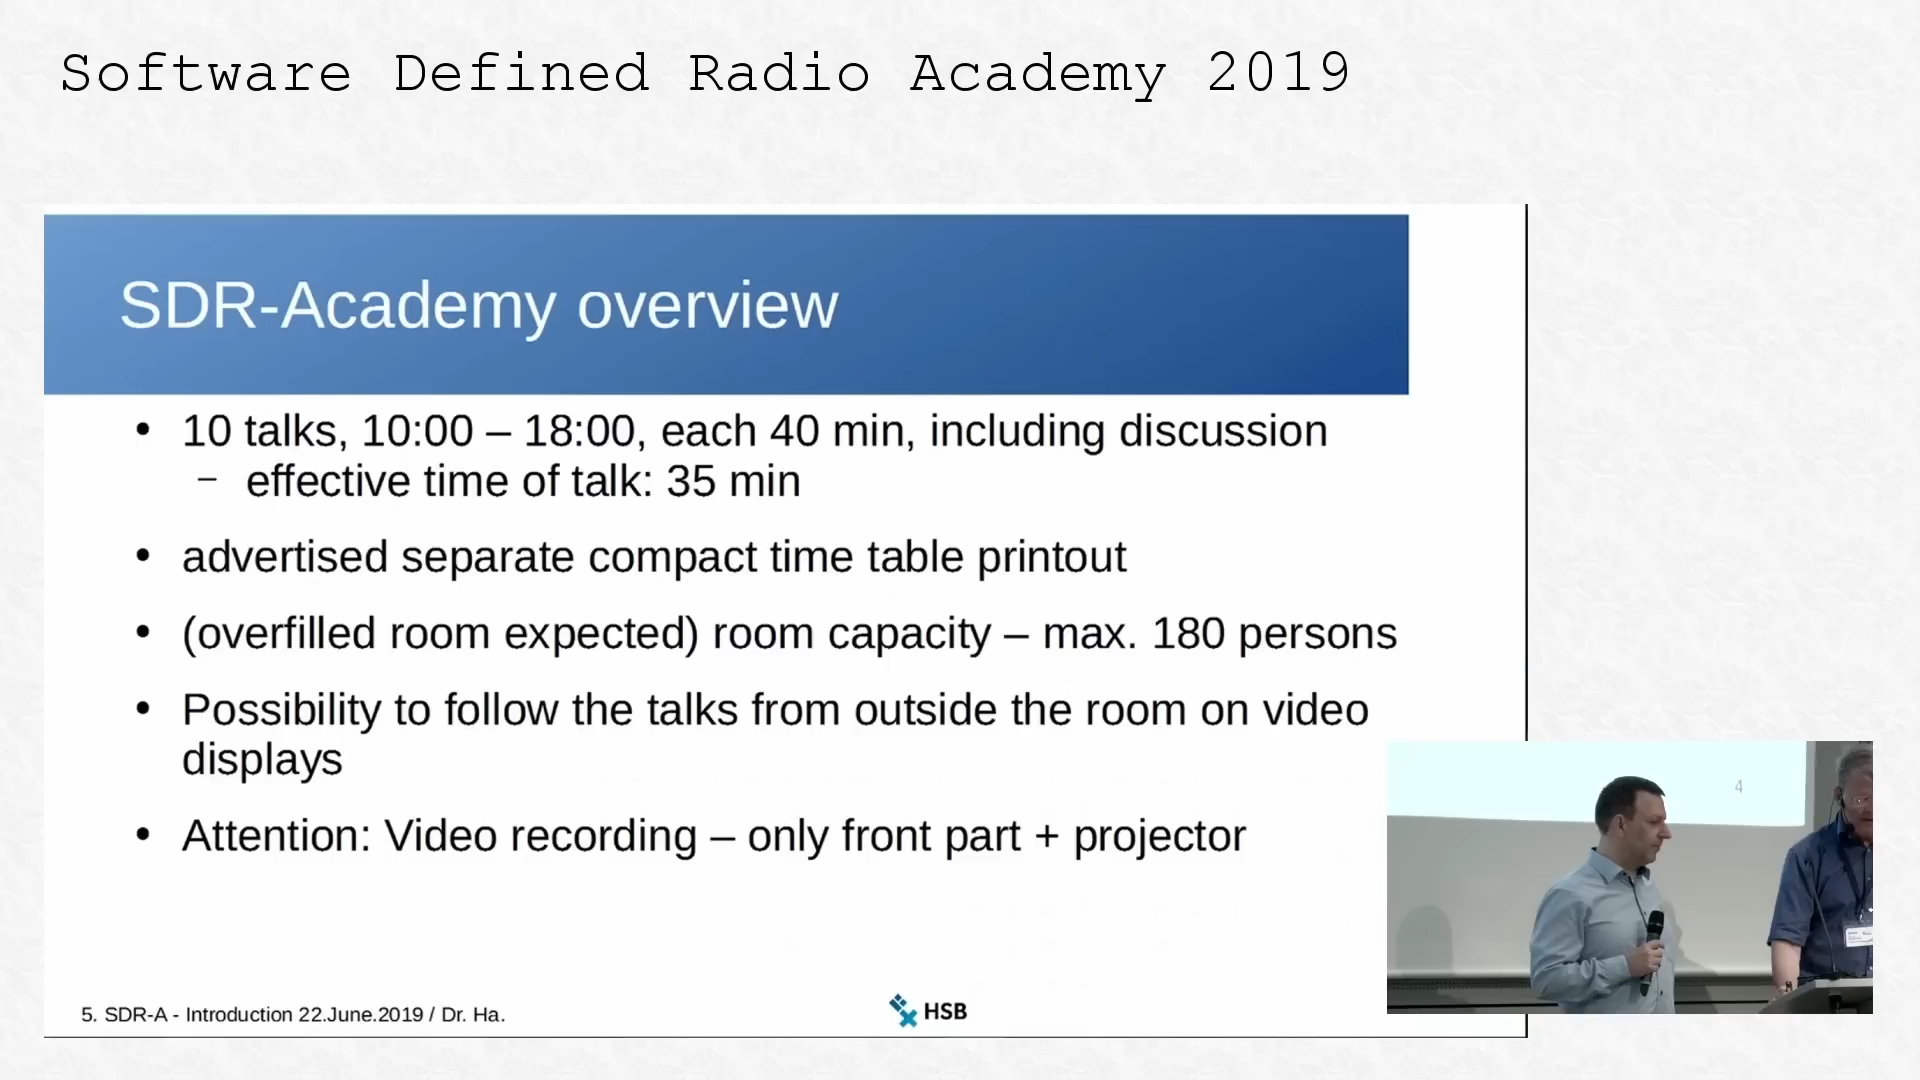 Software Defined Radio Academy 2019
SDR-Academy overview
• 10 talks, 10:00 – 18:00, each 40 min, including discussion
– effective time of talk: 35 min
• advertised separate compact time table printout
• (overfilled room expected) room capacity – max. 180 persons
• Possibility to follow the talks from outside the room on video
displays
• Attention: Video recording – only front part + projector
4
5. SDR-A - Introduction 22.June.2019 / Dr. Ha.
HSB